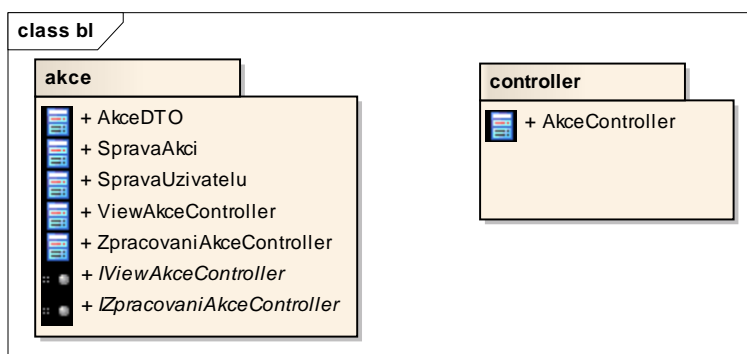 class bl
akce
+ AkceDTO
+ SpravaAkci
+ SpravaUzivatelu
+ ViewAkceController
+ ZpracovaniAkceController
+ IViewAkceController
+ IZpracovaniAkceController
controller
+ AkceController